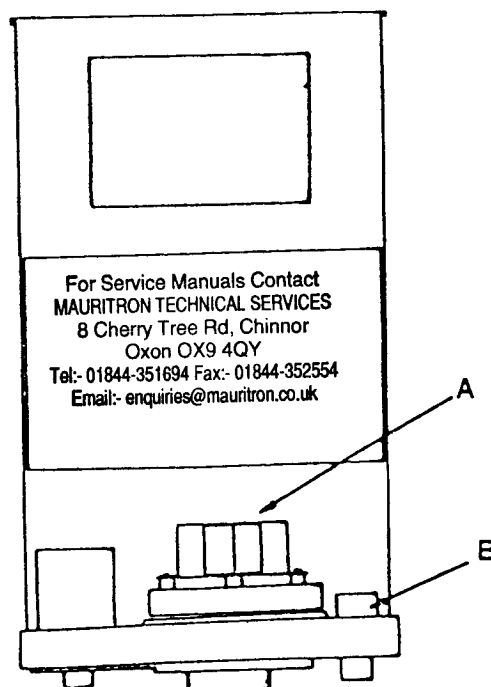 For Service Manuals Contact
MAURITRON TECHNICAL SERVICES
8 Cherry Tree Rd, Chinnor
Oxon OX9 4QY
Tel:- 01844-351694 Fax:- 01844-352554
Email:- enquiries@mauritron.co.uk
A
B